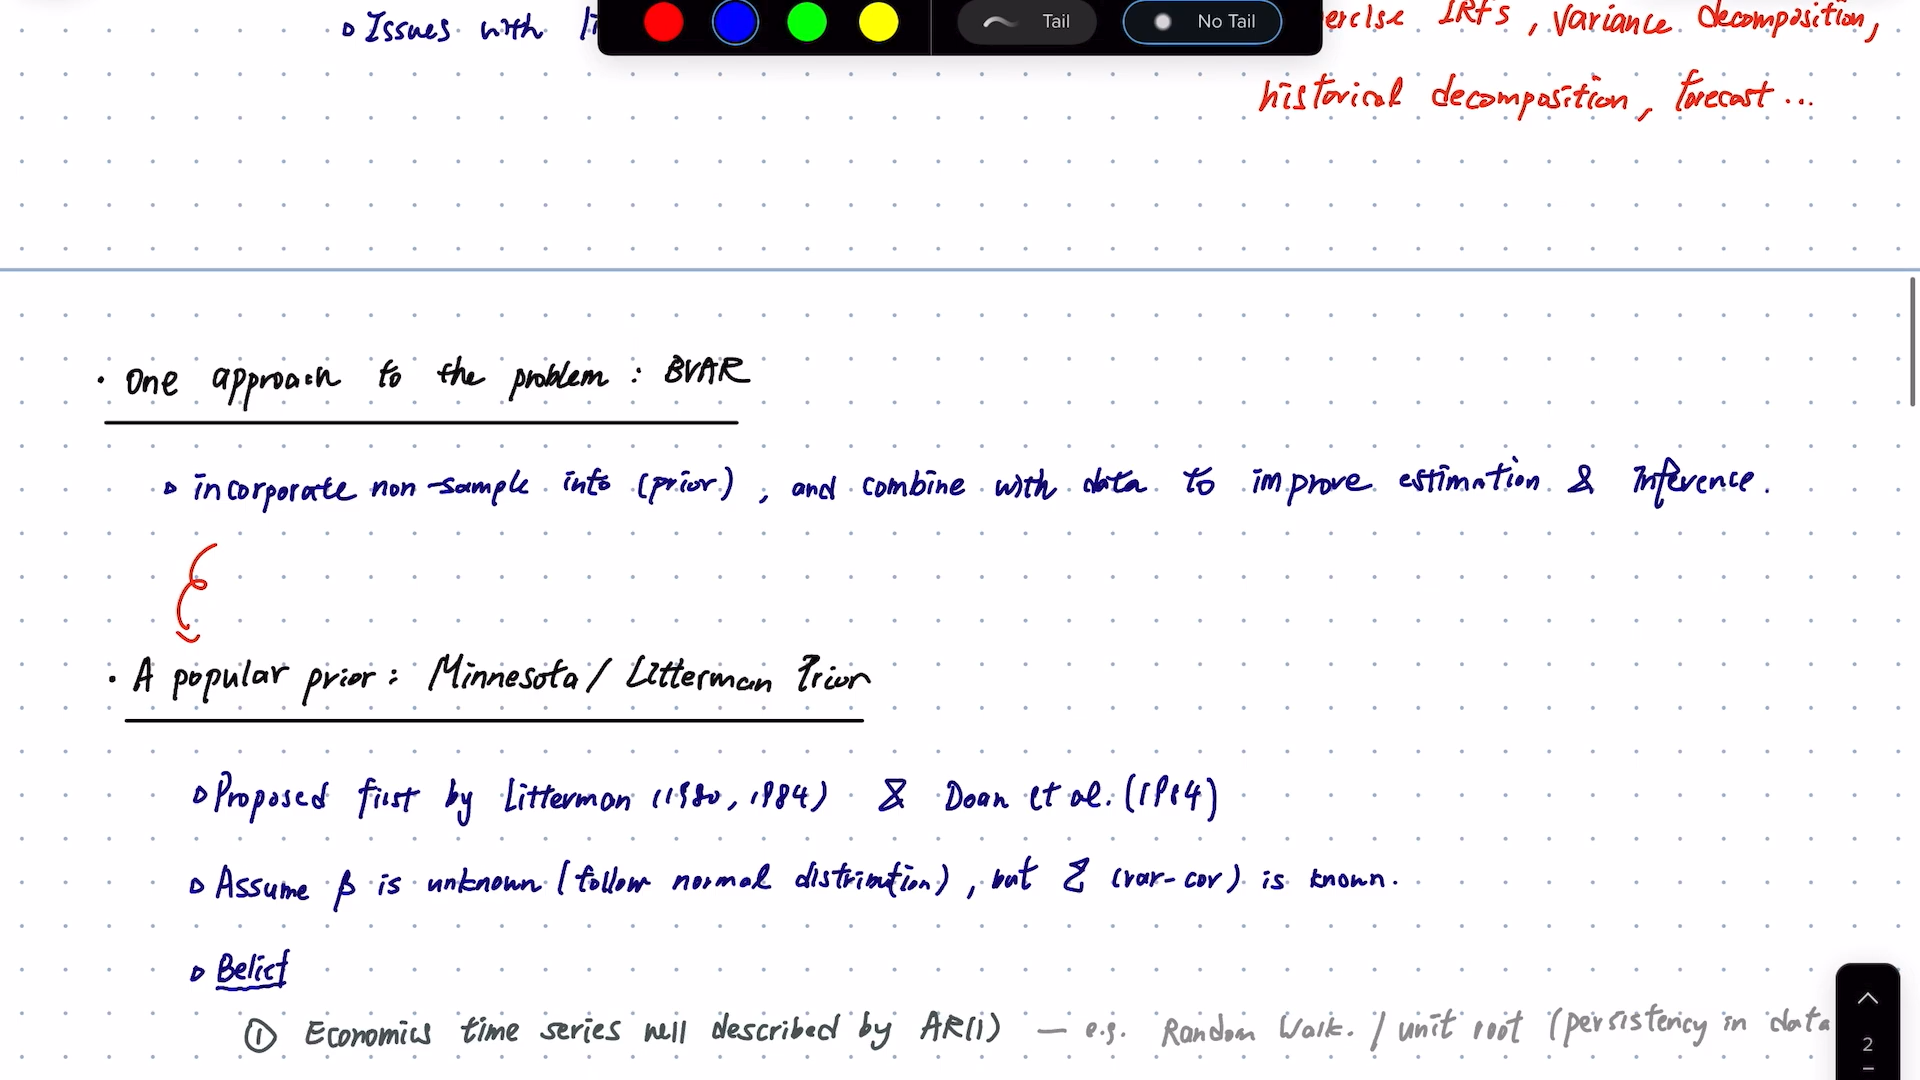 ▹ Issues with li
Tail
No Tail
ercise IRFs, variance decomposition,
historical decomposition, forecast...
• One approach to the problem : BVAR
▹ incorporate non-sample info (prior), and combine with data to improve estimation & Inference.
• A popular prior: Minnesota/Litterman Prior
▹ Proposed first by Litterman (1980, 1984) & Doan et al. (1984)
▹ Assume β is unknown (follow normal distribution), but Σ (var-cov) is known.
▹ Belief
① Economics time series well described by AR(1) — e.g. Random Walk. / unit root (persistency in data
2